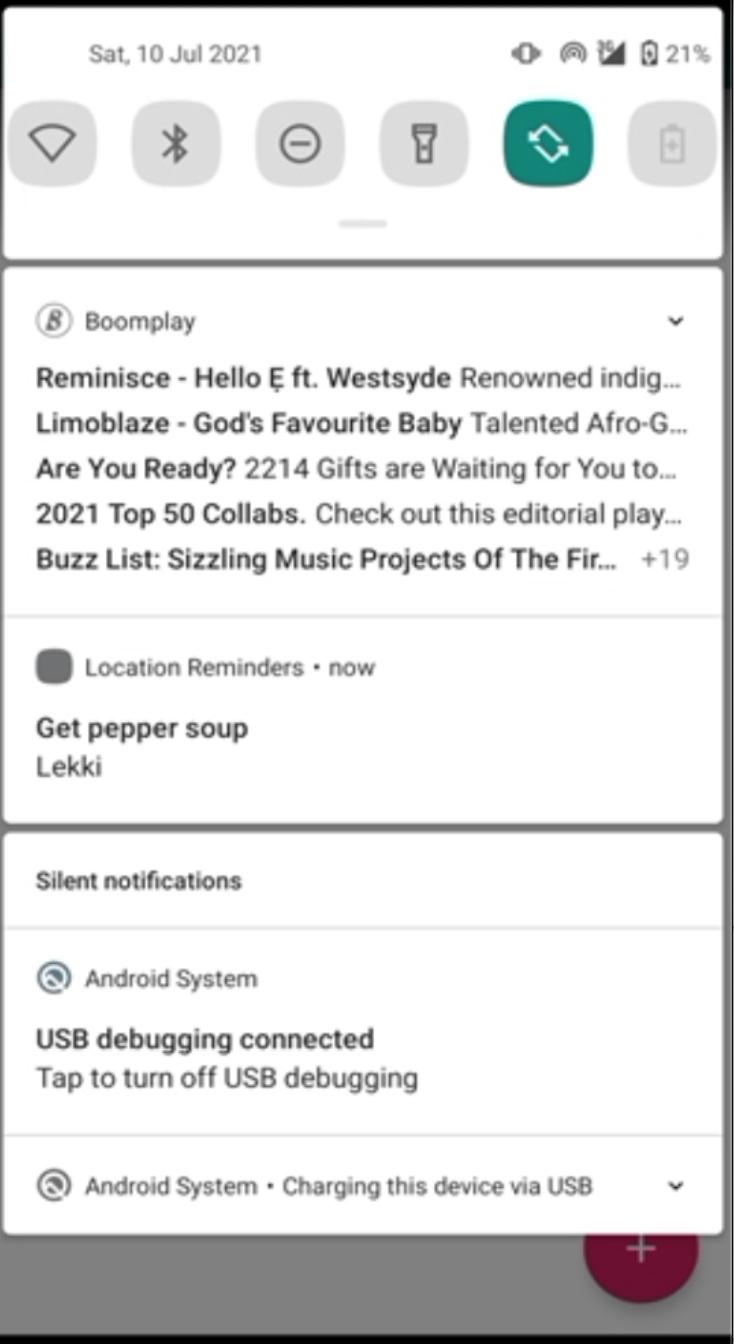 Sat, 10 Jul 2021 3G 21%
Boomplay
Reminisce - Hello Ẹ ft. Westsyde Renowned indig...
Limoblaze - God's Favourite Baby Talented Afro-G...
Are You Ready? 2214 Gifts are Waiting for You to...
2021 Top 50 Collabs. Check out this editorial play...
Buzz List: Sizzling Music Projects Of The Fir... +19
Location Reminders • now
Get pepper soup
Lekki
Silent notifications
Android System
USB debugging connected
Tap to turn off USB debugging
Android System • Charging this device via USB